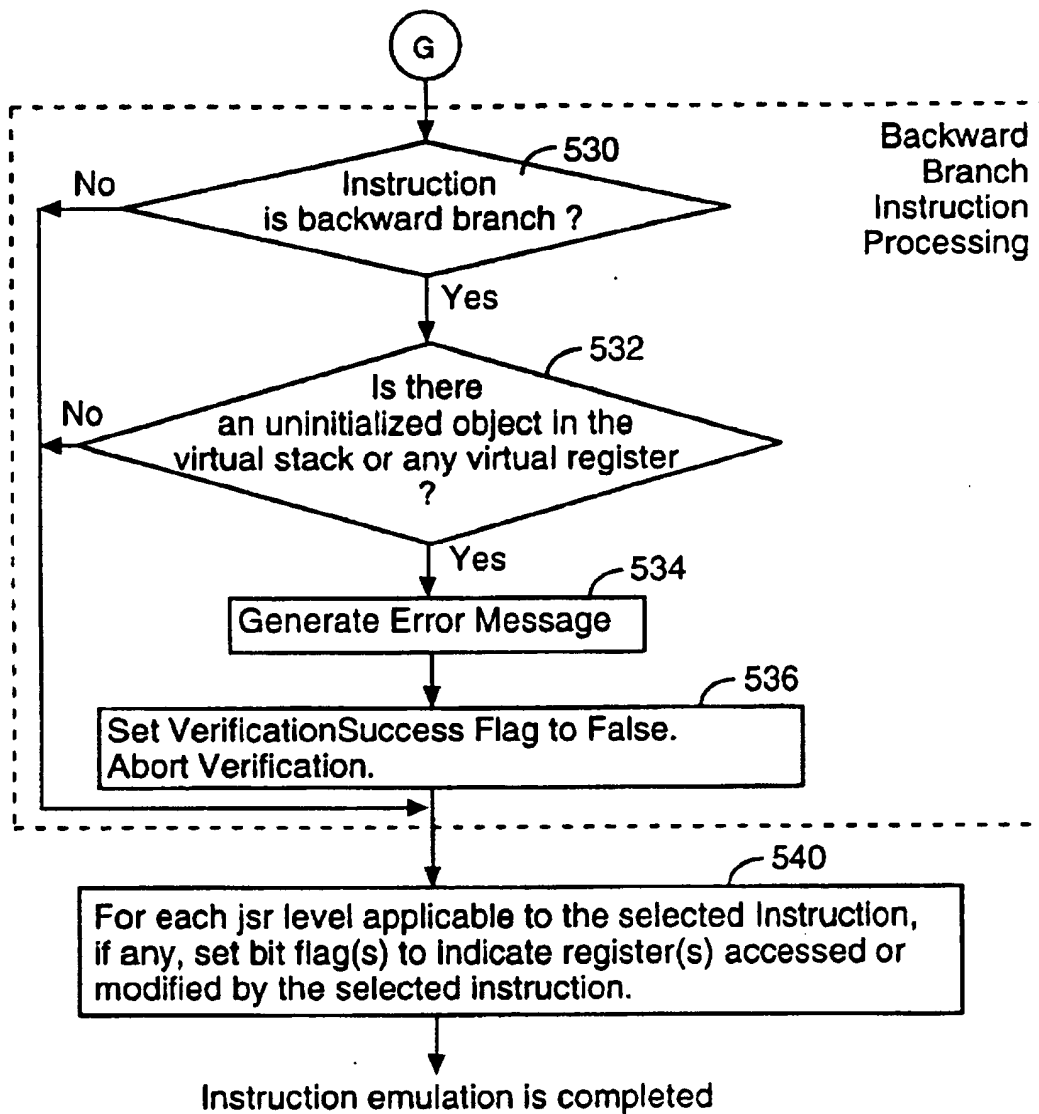 G
Backward
Branch
Instruction
Processing
530
Instruction
is backward branch ?
No
Yes
532
Is there
an uninitialized object in the
virtual stack or any virtual register
?
No
Yes
534
Generate Error Message
536
Set VerificationSuccess Flag to False.
Abort Verification.
540
For each jsr level applicable to the selected Instruction,
if any, set bit flag(s) to indicate register(s) accessed or
modified by the selected instruction.
Instruction emulation is completed